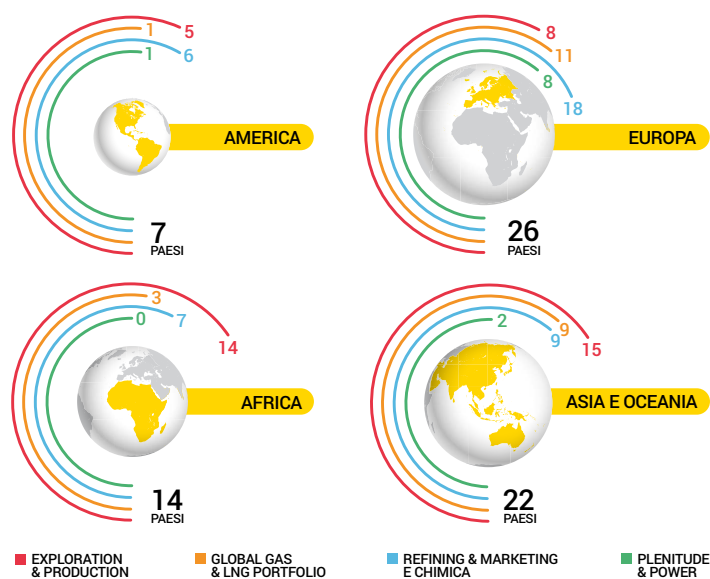 5
1
6
1
AMERICA
7
PAESI
8
11
8
18
EUROPA
26
PAESI
3
0
7
14
AFRICA
14
PAESI
2
9
9
15
ASIA E OCEANIA
22
PAESI
EXPLORATION
& PRODUCTION
GLOBAL GAS
& LNG PORTFOLIO
REFINING & MARKETING
E CHIMICA
PLENITUDE
& POWER